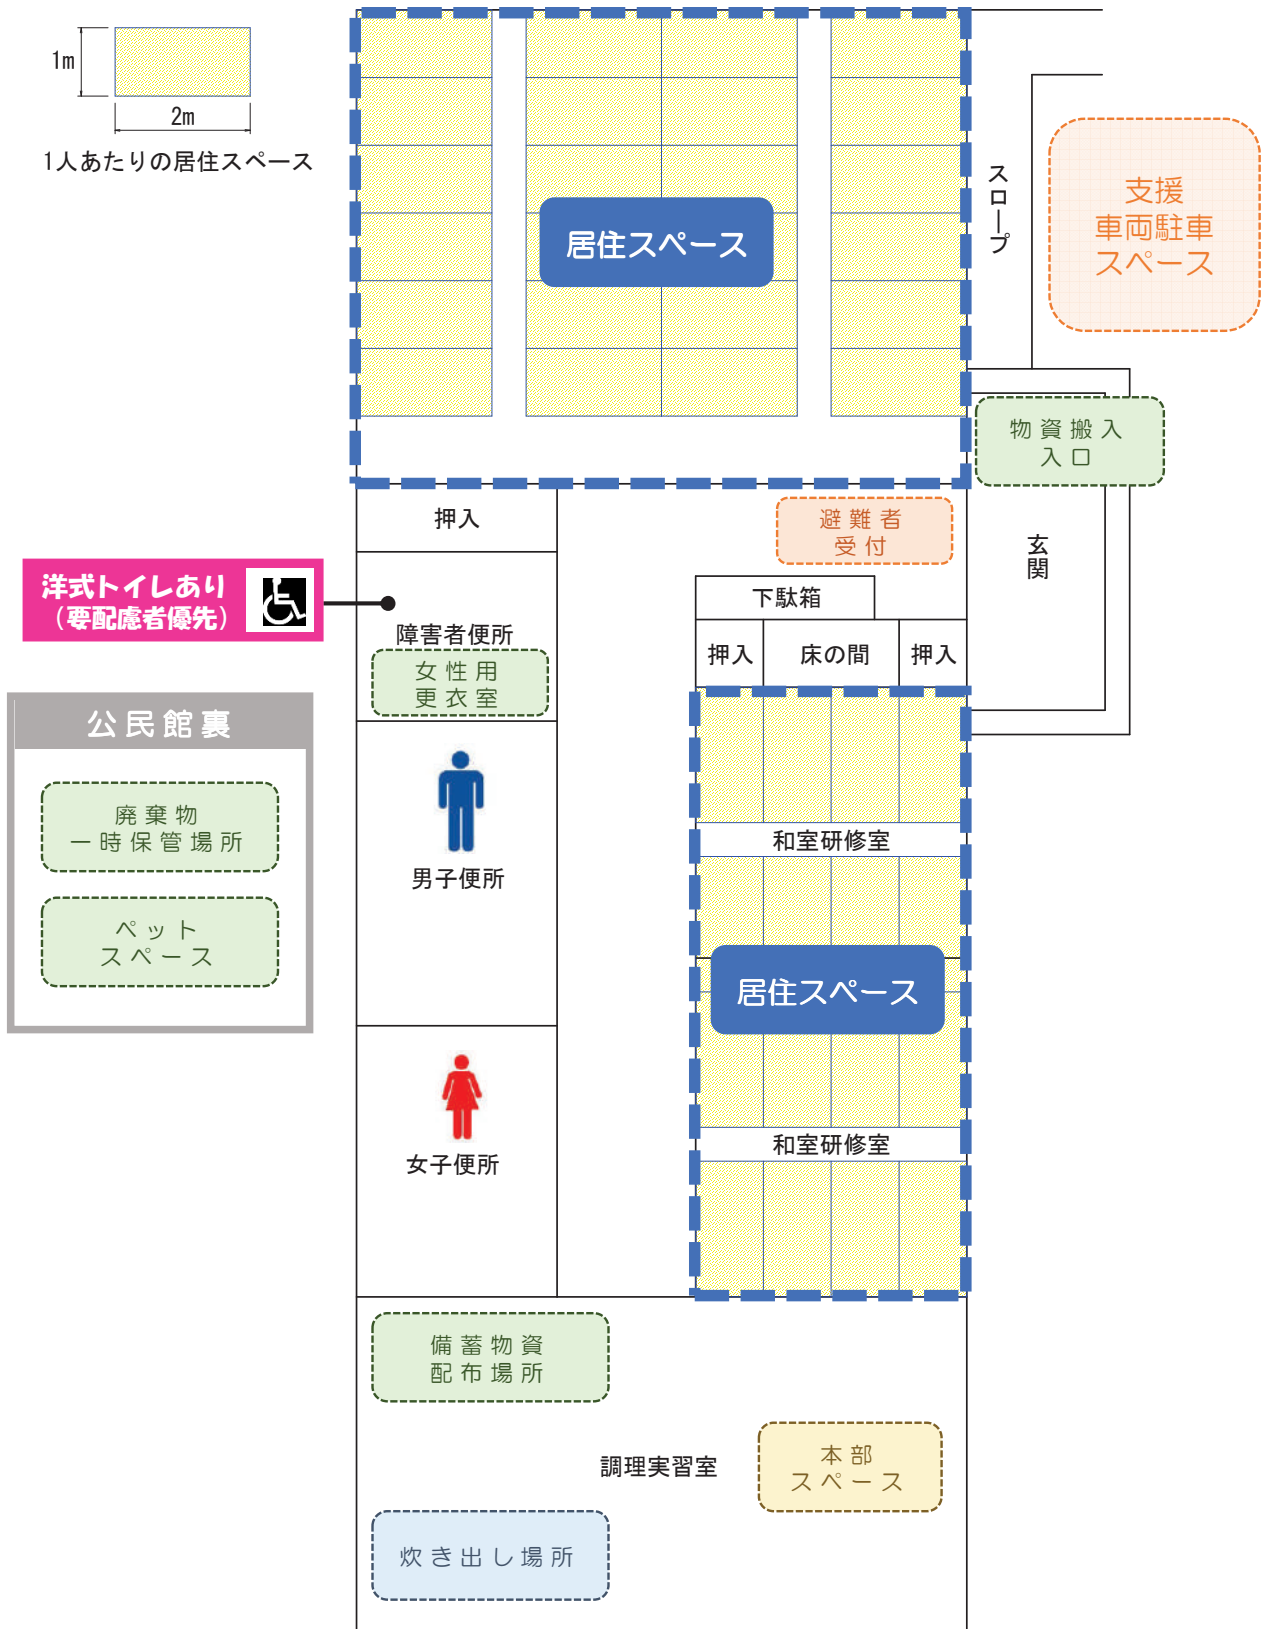 1m
2m
1人あたりの居住スペース
居住スペース
スロープ
支援
車両駐車
スペース
物資搬入
入口
押入
避難者
受付
玄関
洋式トイレあり
（要配慮者優先）
障害者便所
女性用
更衣室
下駄箱
押入
床の間
押入
公民館裏
廃棄物
一時保管場所
ペット
スペース
男子便所
和室研修室
居住スペース
女子便所
和室研修室
備蓄物資
配布場所
調理実習室
本部
スペース
炊き出し場所